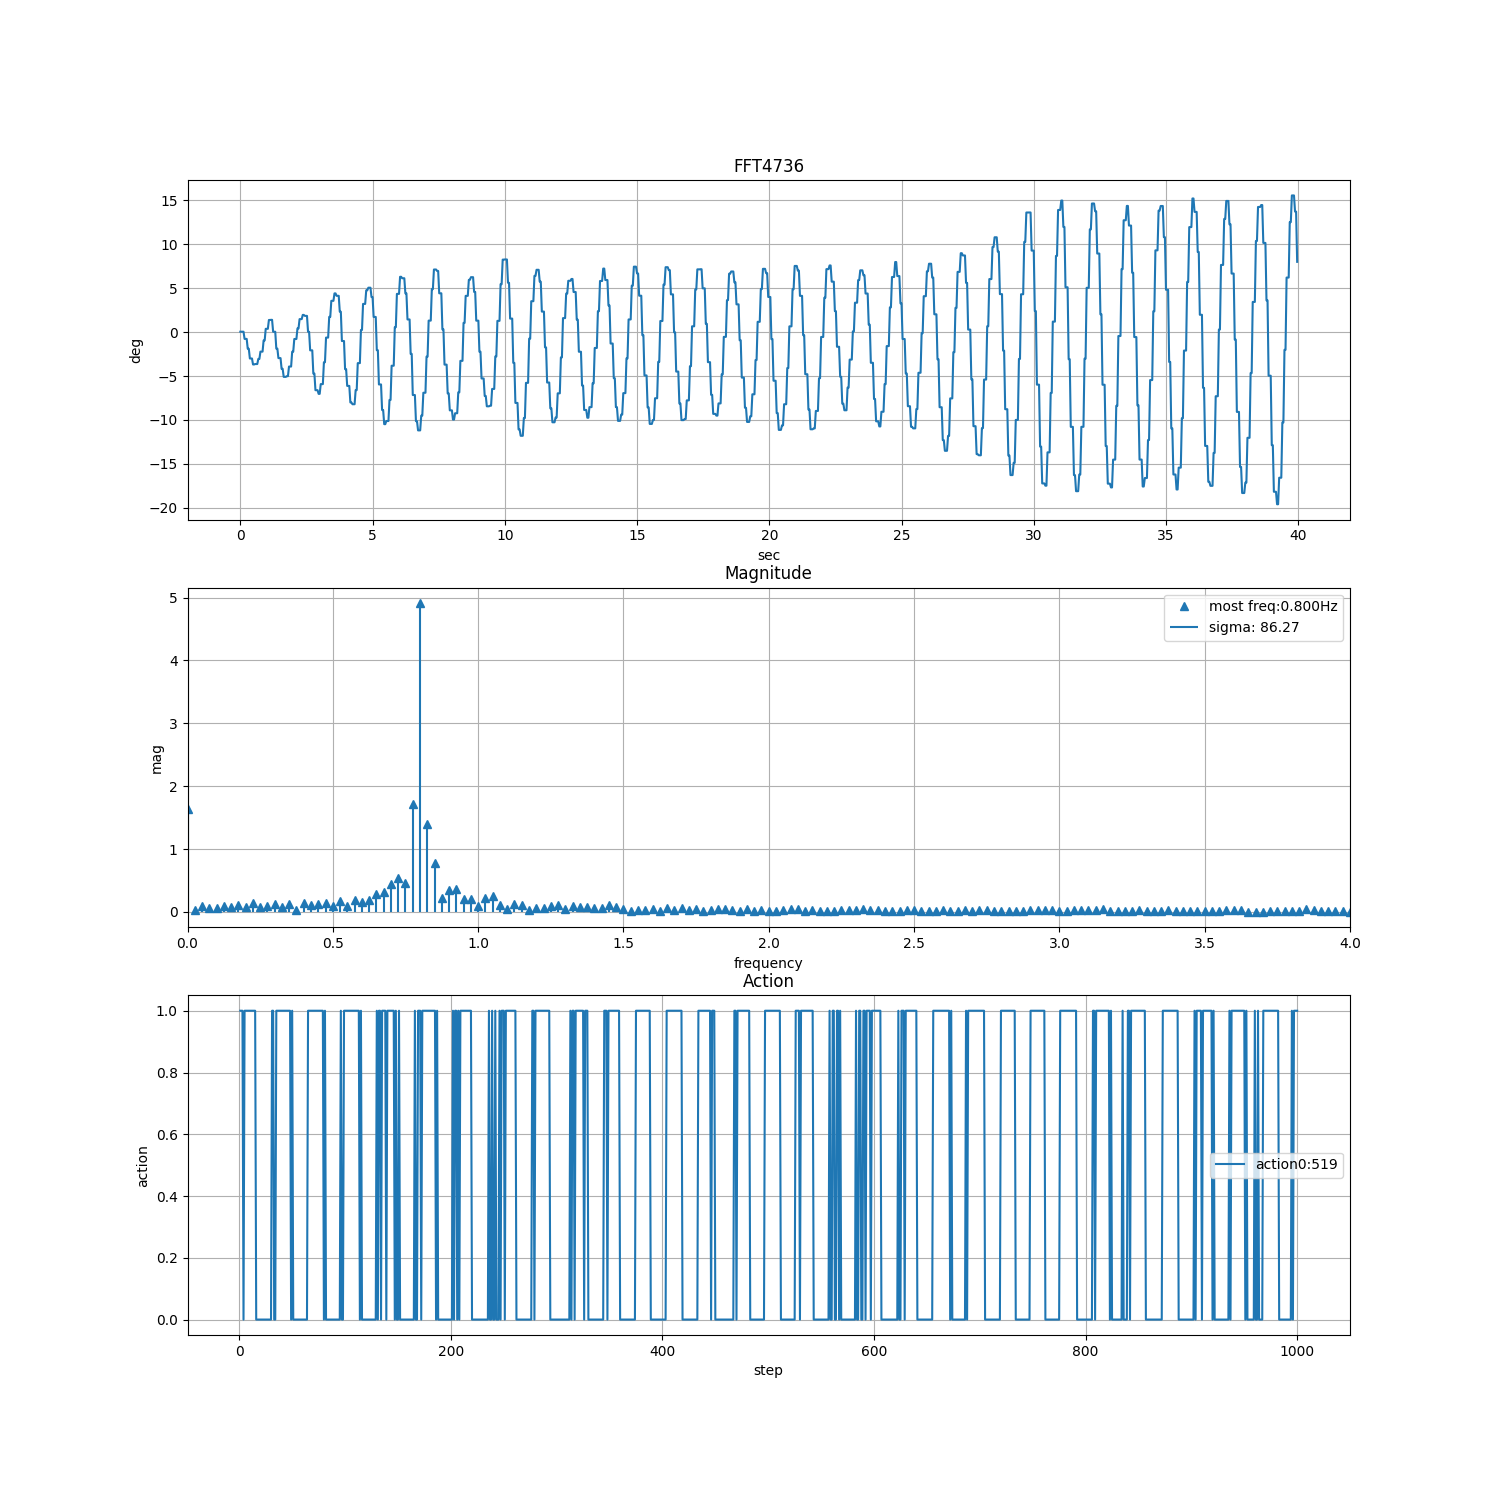 FFT4736
15
10
5
0
−5
−10
−15
−20
deg
0 5 10 15 20 25 30 35 40
sec
Magnitude
5
4
3
2
1
0
mag
most freq:0.800Hz
sigma: 86.27
0.0 0.5 1.0 1.5 2.0 2.5 3.0 3.5 4.0
frequency
Action
1.0
0.8
0.6
0.4
0.2
0.0
action
action0:519
0 200 400 600 800 1000
step